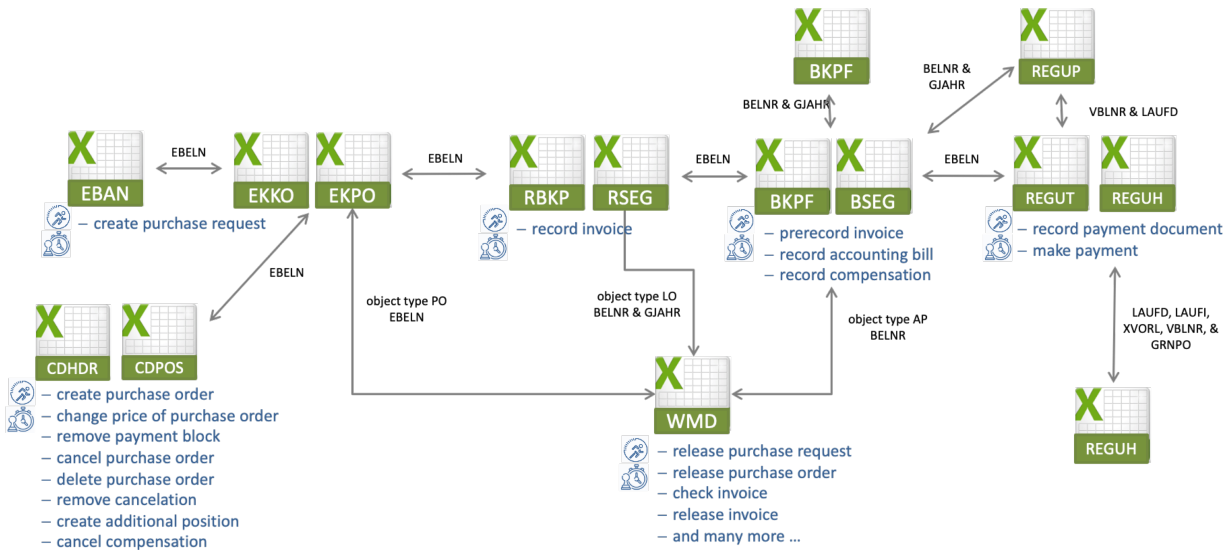 BKPF
REGUP
BELNR & GJAHR
BELNR &
GJAHR
VBLNR & LAUFD
EBAN
EBELN
EKKO
EKPO
EBELN
RBKP
RSEG
EBELN
BKPF
BSEG
EBELN
REGUT
REGUH
– create purchase request
– record invoice
– prerecord invoice
– record accounting bill
– record compensation
– record payment document
– make payment
EBELN
object type PO
EBELN
object type LO
BELNR & GJAHR
object type AP
BELNR
LAUFD, LAUFI,
XVORL, VBLNR, &
GRNPO
CDHDR
CDPOS
WMD
REGUH
– create purchase order
– change price of purchase order
– remove payment block
– cancel purchase order
– delete purchase order
– remove cancelation
– create additional position
– cancel compensation
– release purchase request
– release purchase order
– check invoice
– release invoice
– and many more ...